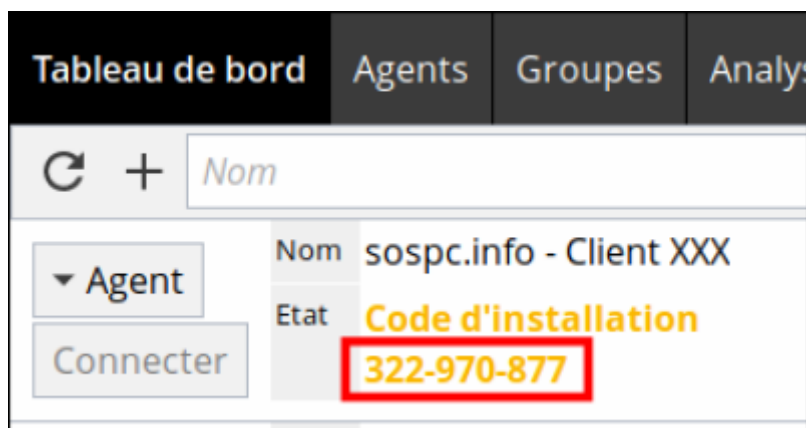 Tableau de bord Agents Groupes
Nom
Nom sospc.info - Client XXX
Agent
Etat Code d'installation
Connecter 322-970-877